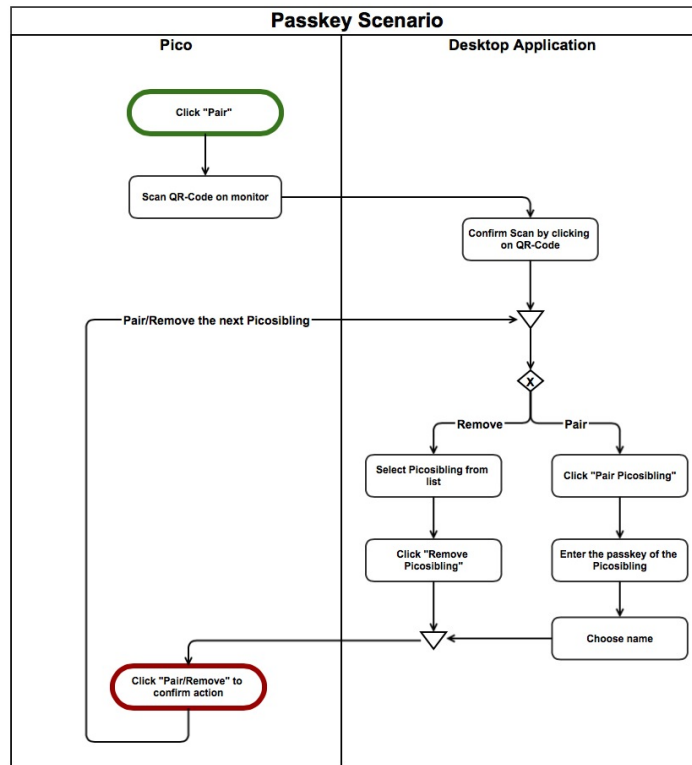 Passkey Scenario
Pico
Desktop Application
Click "Pair"
Scan QR-Code on monitor
Confirm Scan by clicking
on QR-Code
Pair/Remove the next Picosibling
X
Remove
Pair
Select Picosibling from
list
Click "Pair Picosibling"
Click "Remove
Picosibling"
Enter the passkey of the
Picosibling
Choose name
Click "Pair/Remove" to
confirm action